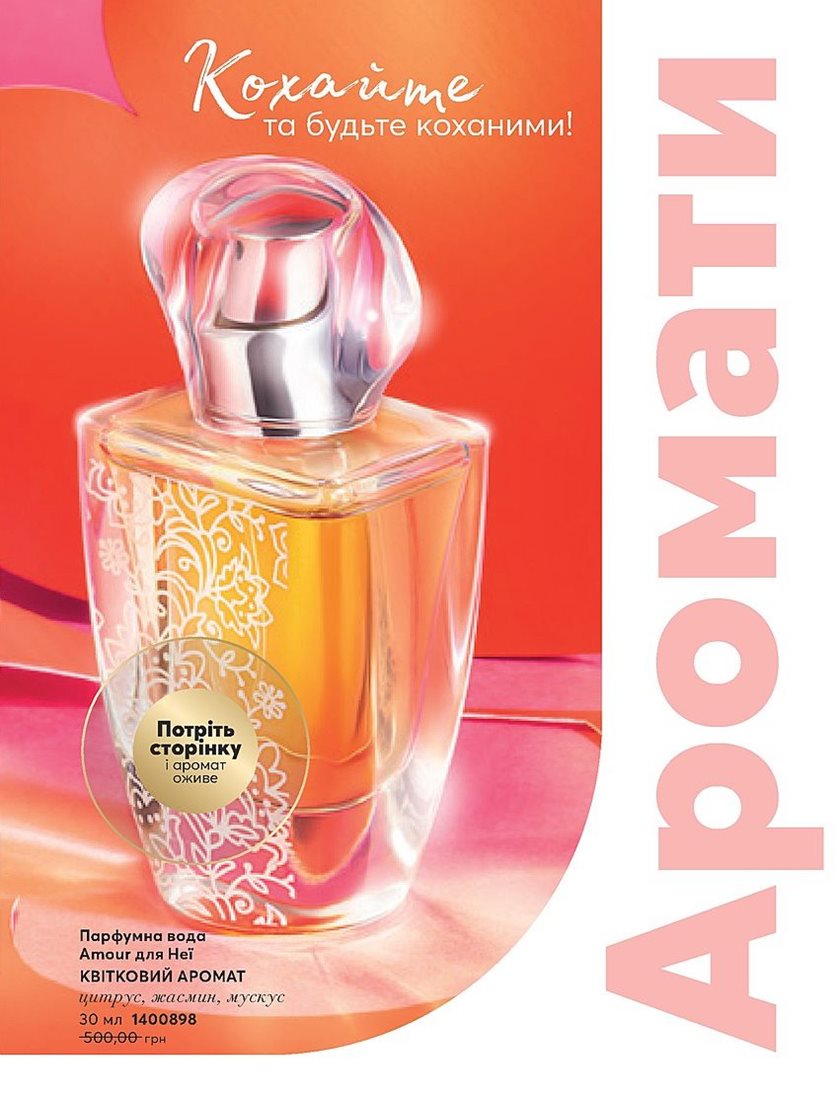 Кохайте
та будьте коханими!
Аромати
Потріть
сторінку
і аромат
оживе
Парфумна вода
Amour для Неї
КВІТКОВИЙ АРОМАТ
цитрус, жасмин, мускус
30 мл 1400898
500,00 грн